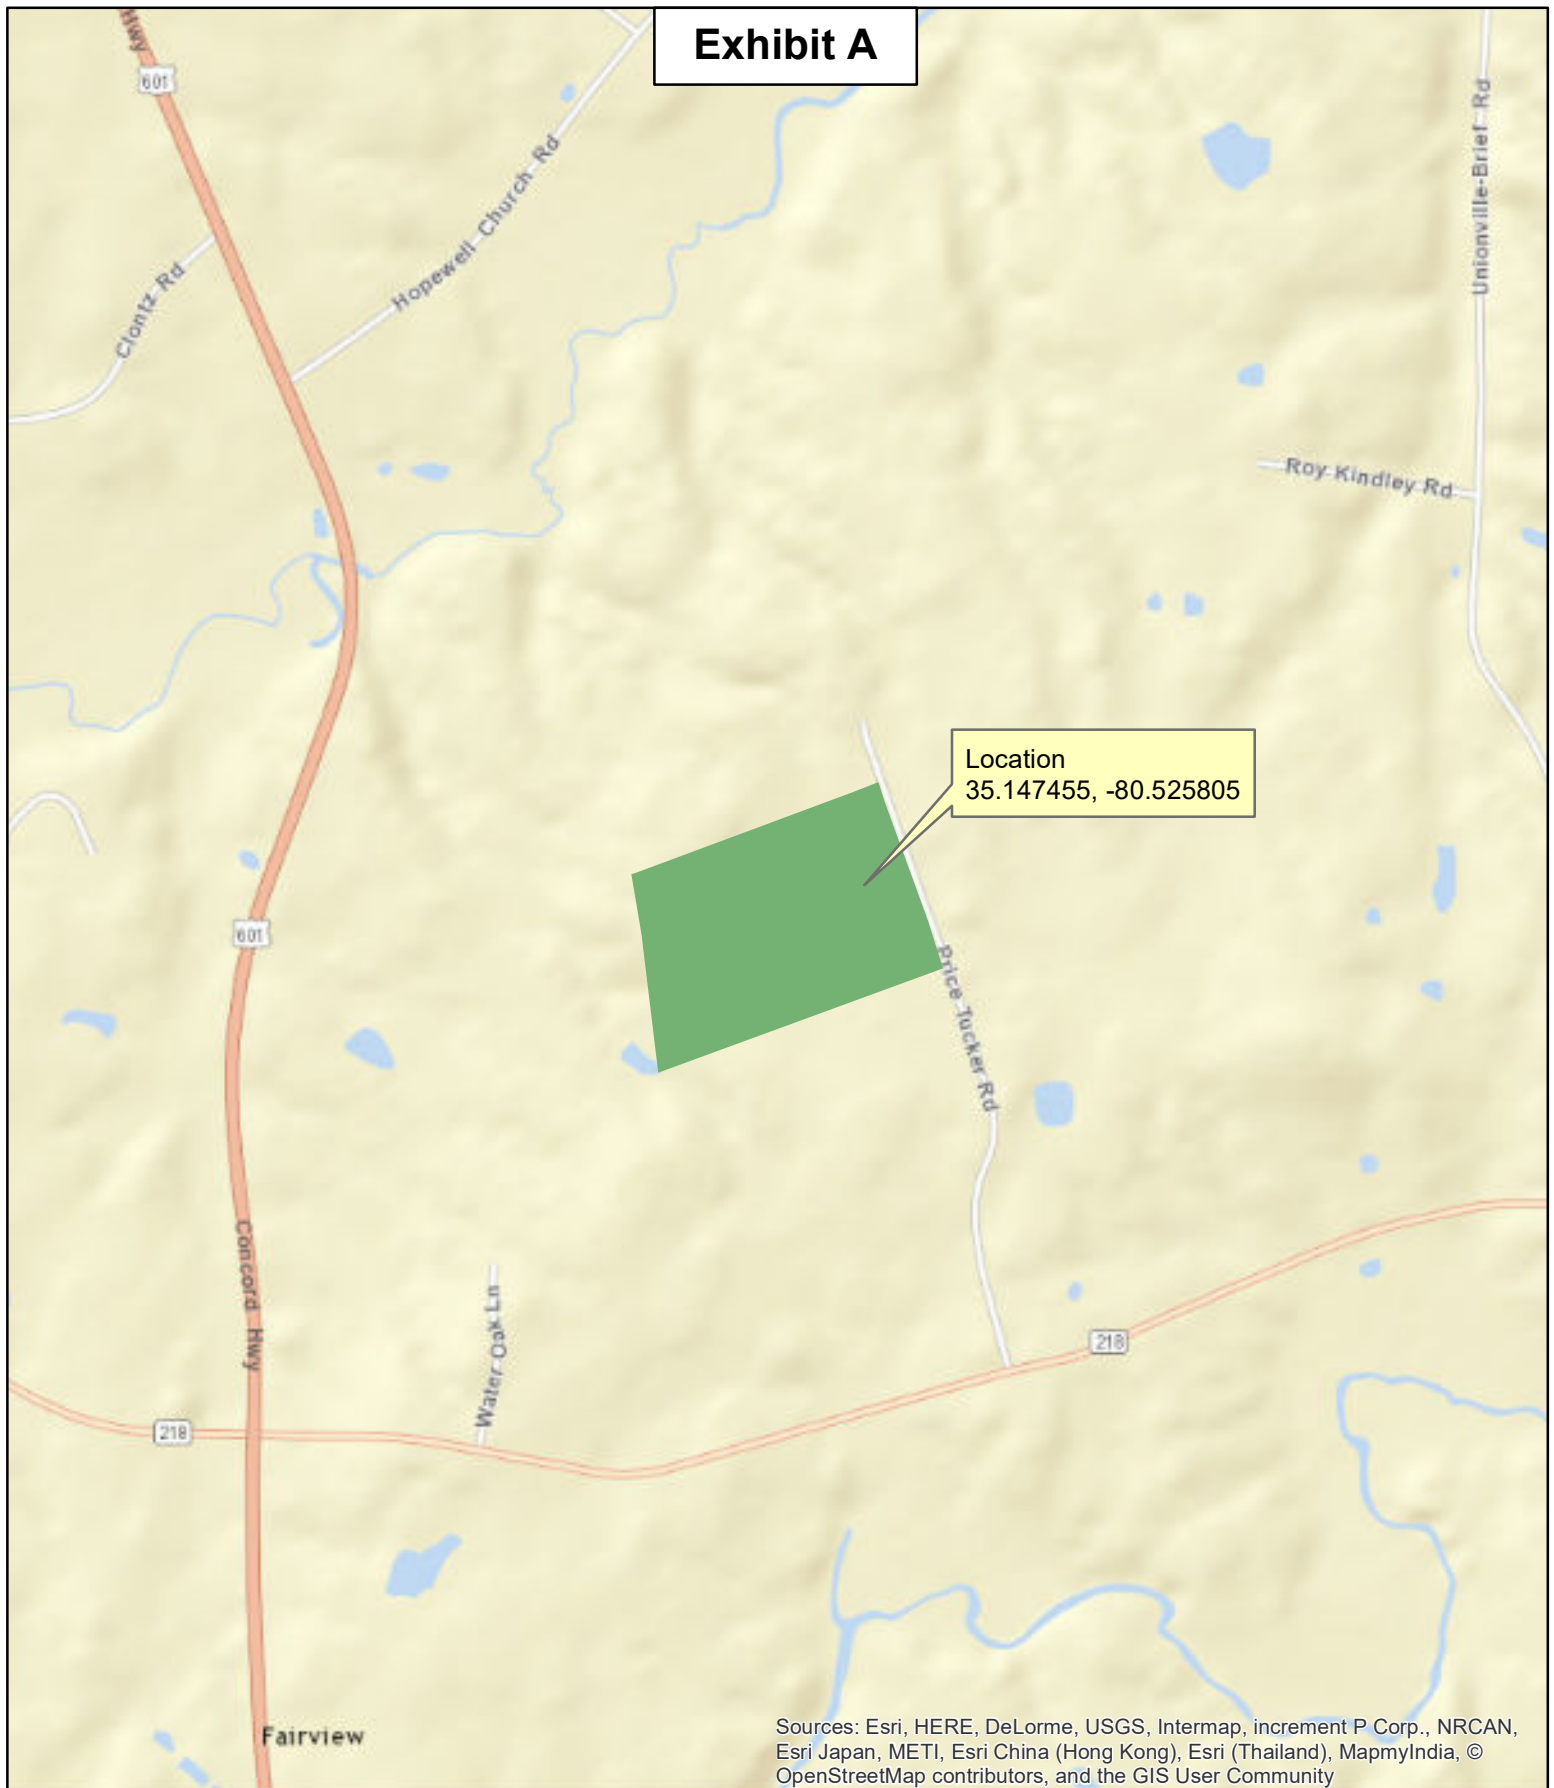 Exhibit A
Hwy
601
Hopewell Church Rd
Clontz Rd
Unionville-Brief Rd
Roy Kindley Rd
Location
35.147455, -80.525805
601
Price Tucker Rd
Concord Hwy
Water Oak Ln
218
218
Fairview
Sources: Esri, HERE, DeLorme, USGS, Intermap, increment P Corp., NRCAN,
Esri Japan, METI, Esri China (Hong Kong), Esri (Thailand), MapmyIndia, ©
OpenStreetMap contributors, and the GIS User Community